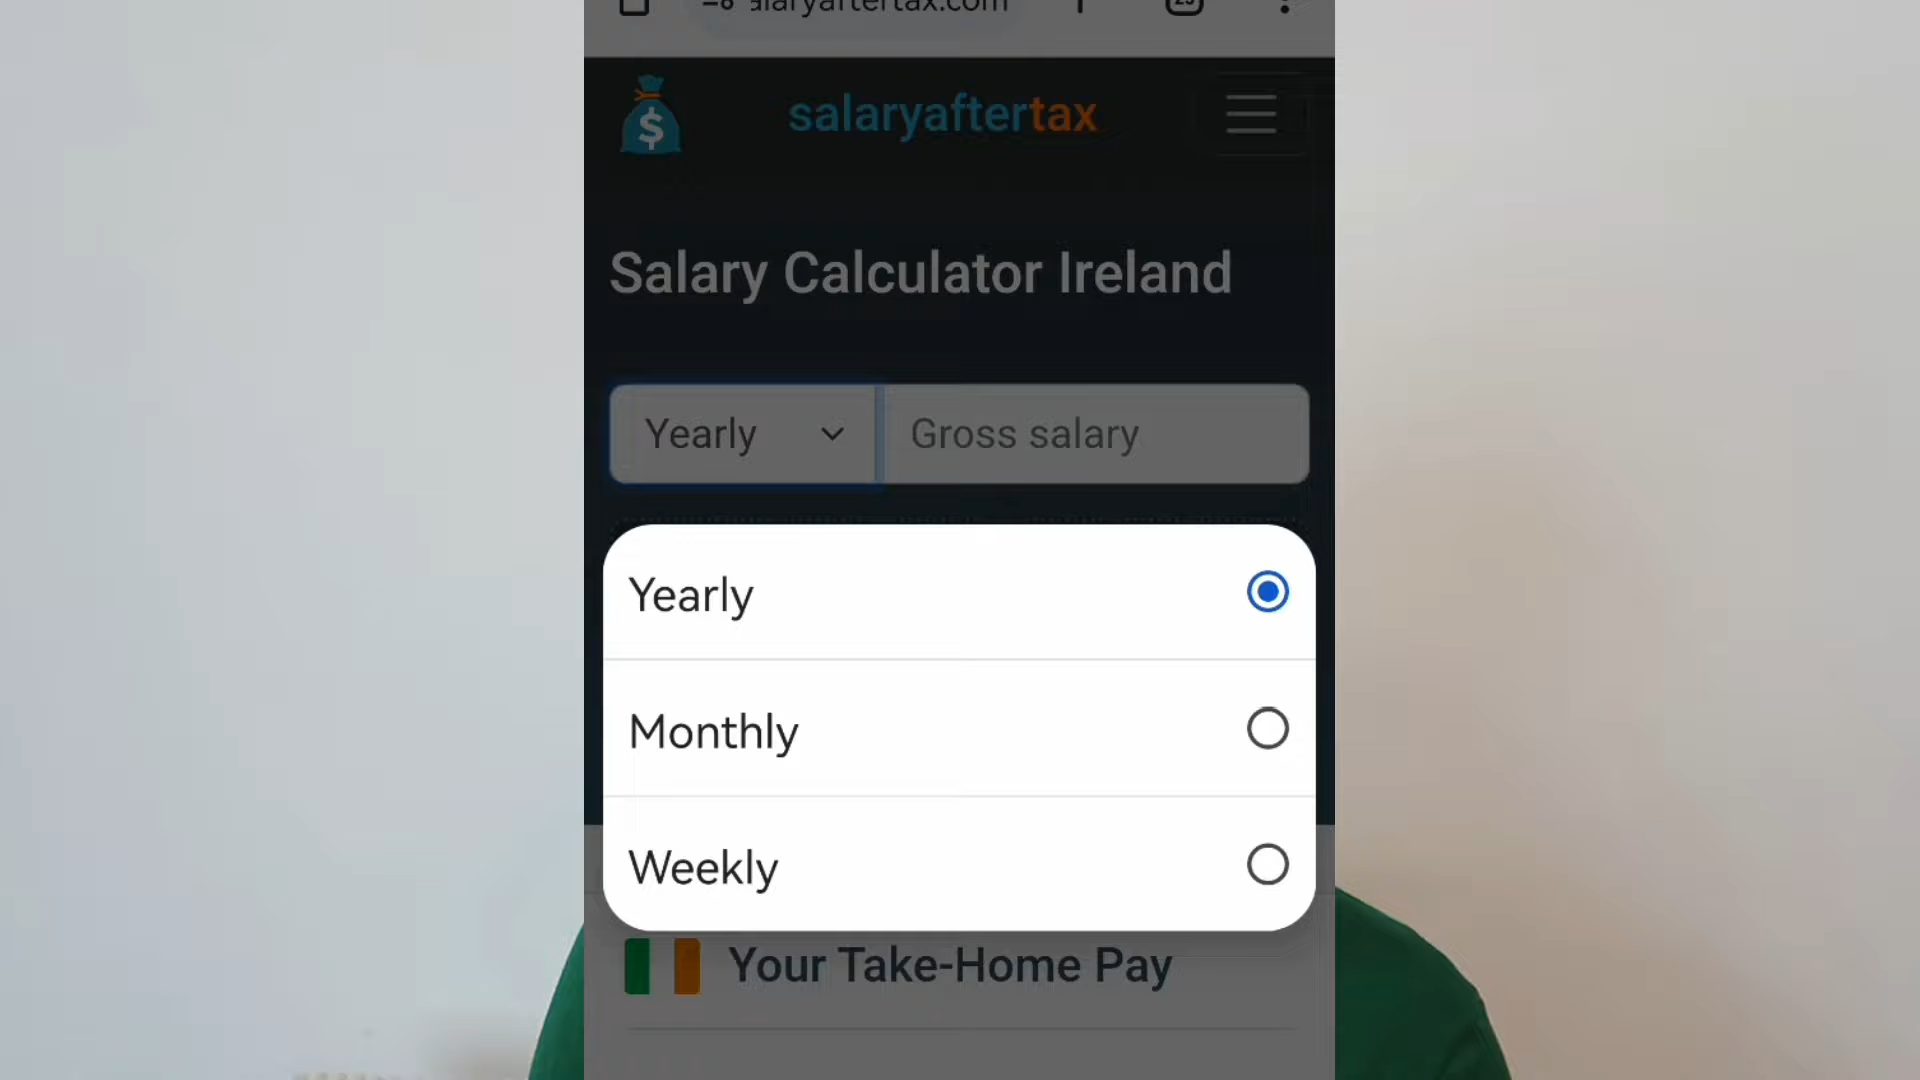 salaryaftertax
Salary Calculator Ireland
Yearly
Gross salary
Yearly
Monthly
Weekly
Your Take-Home Pay